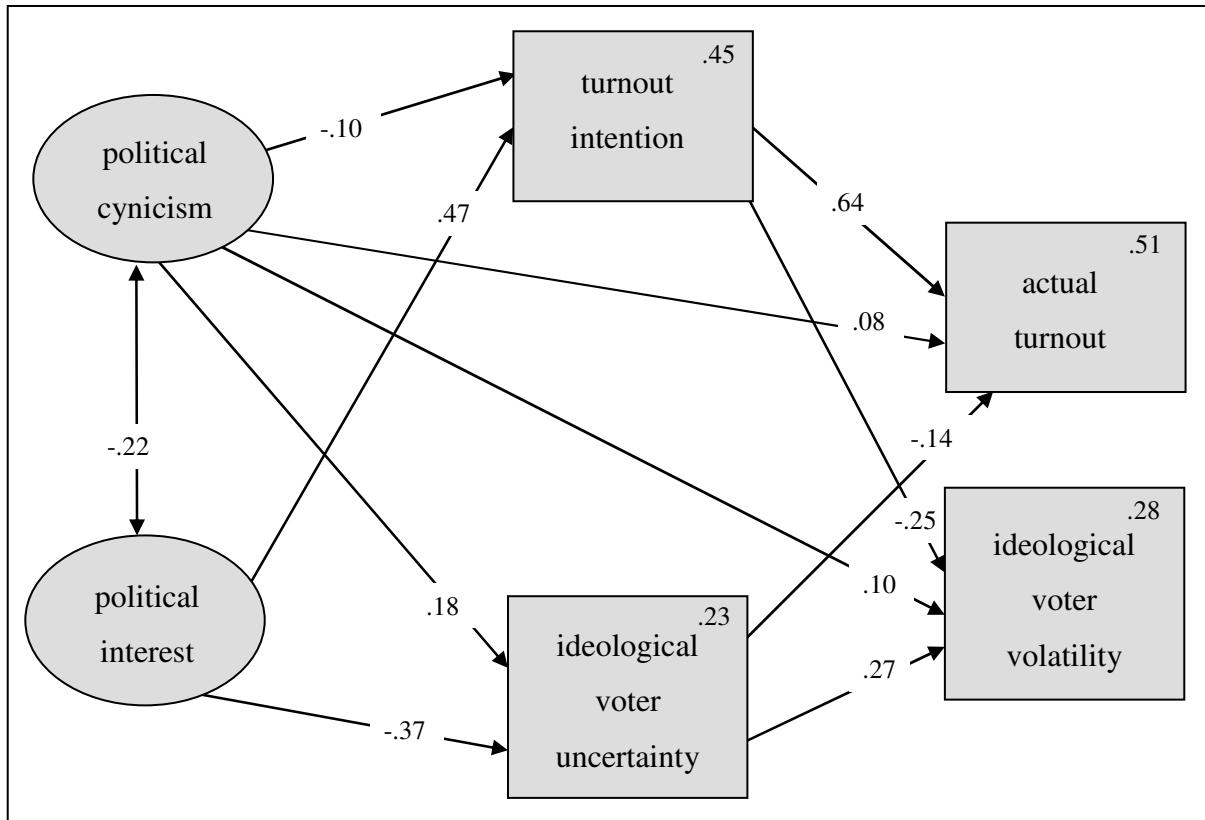 .45
turnout
intention
political
cynicism
-.10
.47
.64
.51
actual
turnout
.08
-.22
-.14
-.25
.28
ideological
voter
volatility
political
interest
.18
.10
.23
ideological
voter
uncertainty
.27
-.37